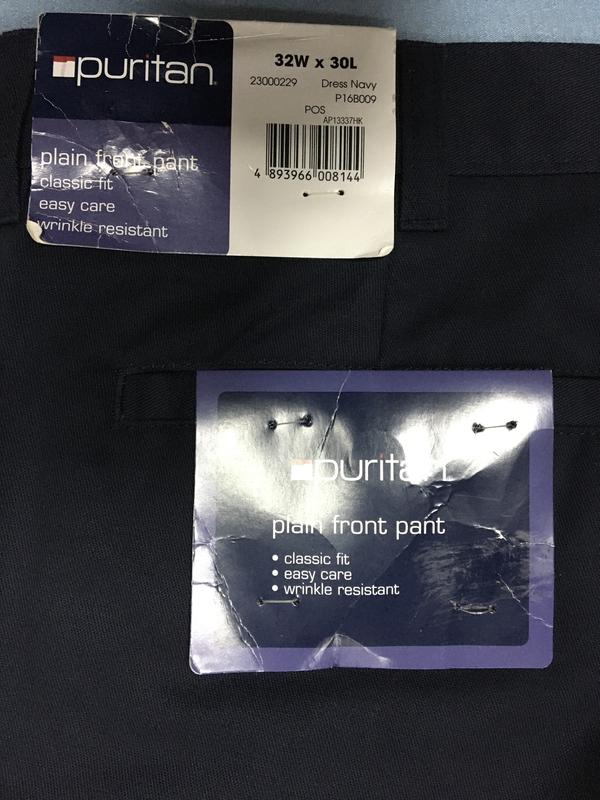 puritan
plain front pant
classic fit
easy care
wrinkle resistant
32W x 30L
23000229 Dress Navy
P16B009
POS
AP13337HK
4 893966 008144
puritan
plain front pant
• classic fit
• easy care
• wrinkle resistant